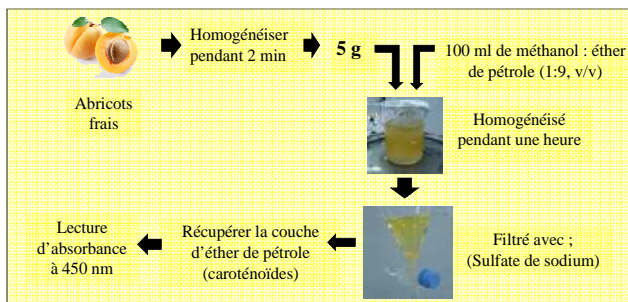 Homogénéiser
pendant 2 min
5 g
100 ml de méthanol : éther
de pétrole (1:9, v/v)
Abricots
frais
Homogénéisé
pendant une heure
Filtré avec ;
(Sulfate de sodium)
Récupérer la couche
d’éther de pétrole
(caroténoïdes)
Lecture
d’absorbance
à 450 nm